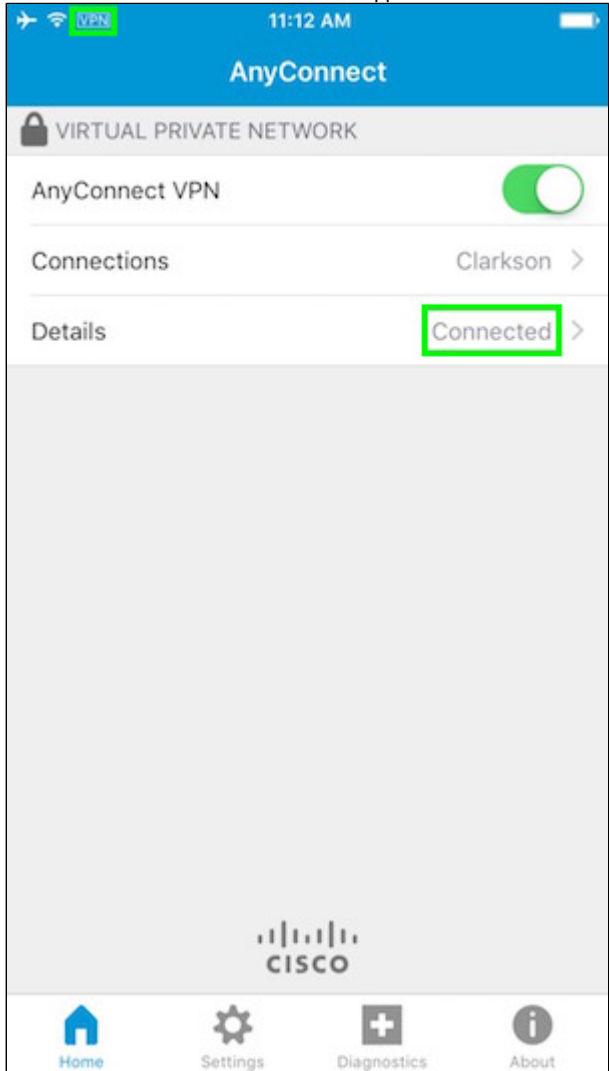 VPN 11:12 AM
AnyConnect
VIRTUAL PRIVATE NETWORK
AnyConnect VPN
Connections Clarkson >
Details Connected >
CISCO
Home Settings Diagnostics About